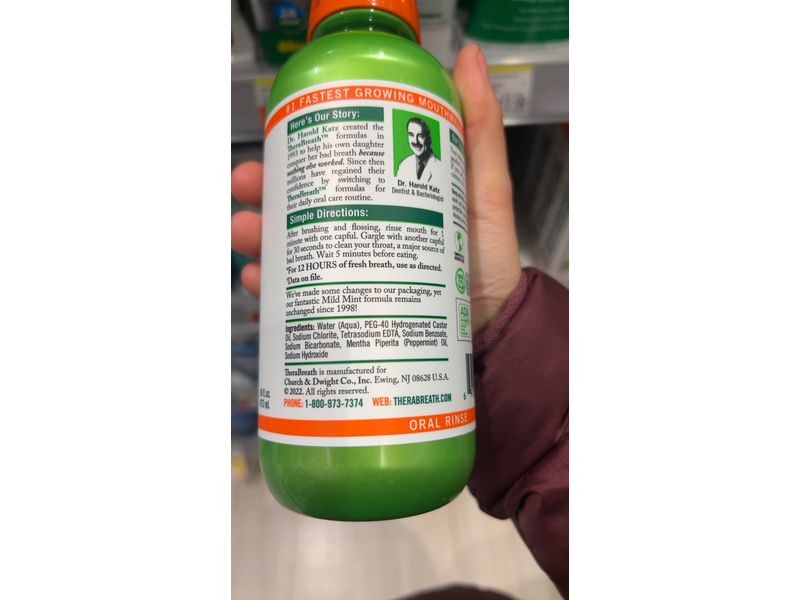 #1 FASTEST GROWING MOUTHW
Here's Our Story:
Dr. Harold Katz created the
TheraBreath™ formulas in
1993 to help his own daughter
conquer her bad breath because
nothing else worked. Since then
millions have regained their
confidence by switching to
TheraBreath™ formulas for
their daily oral care routine.
Dr. Harold Katz
Dentist & Bacteriologist
Simple Directions:
After brushing and flossing, rinse mouth for 1
minute with one capful. Gargle with another capful
for 30 seconds to clean your throat, a major source of
bad breath. Wait 5 minutes before eating.
*For 12 HOURS of fresh breath, use as directed.
*Data on file.
We've made some changes to our packaging, yet
our fantastic Mild Mint formula remains
unchanged since 1998!
Ingredients: Water (Aqua), PEG-40 Hydrogenated Castor
Oil, Sodium Chlorite, Tetrasodium EDTA, Sodium Benzoate,
Sodium Bicarbonate, Mentha Piperita (Peppermint) Oil,
Sodium Hydroxide
TheraBreath is manufactured for
Church & Dwight Co., Inc. Ewing, NJ 08628 U.S.A.
© 2022. All rights reserved.
PHONE: 1-800-973-7374 WEB: THERABREATH.COM
fl oz.
473 mL
ADA
6
ORAL RINSE